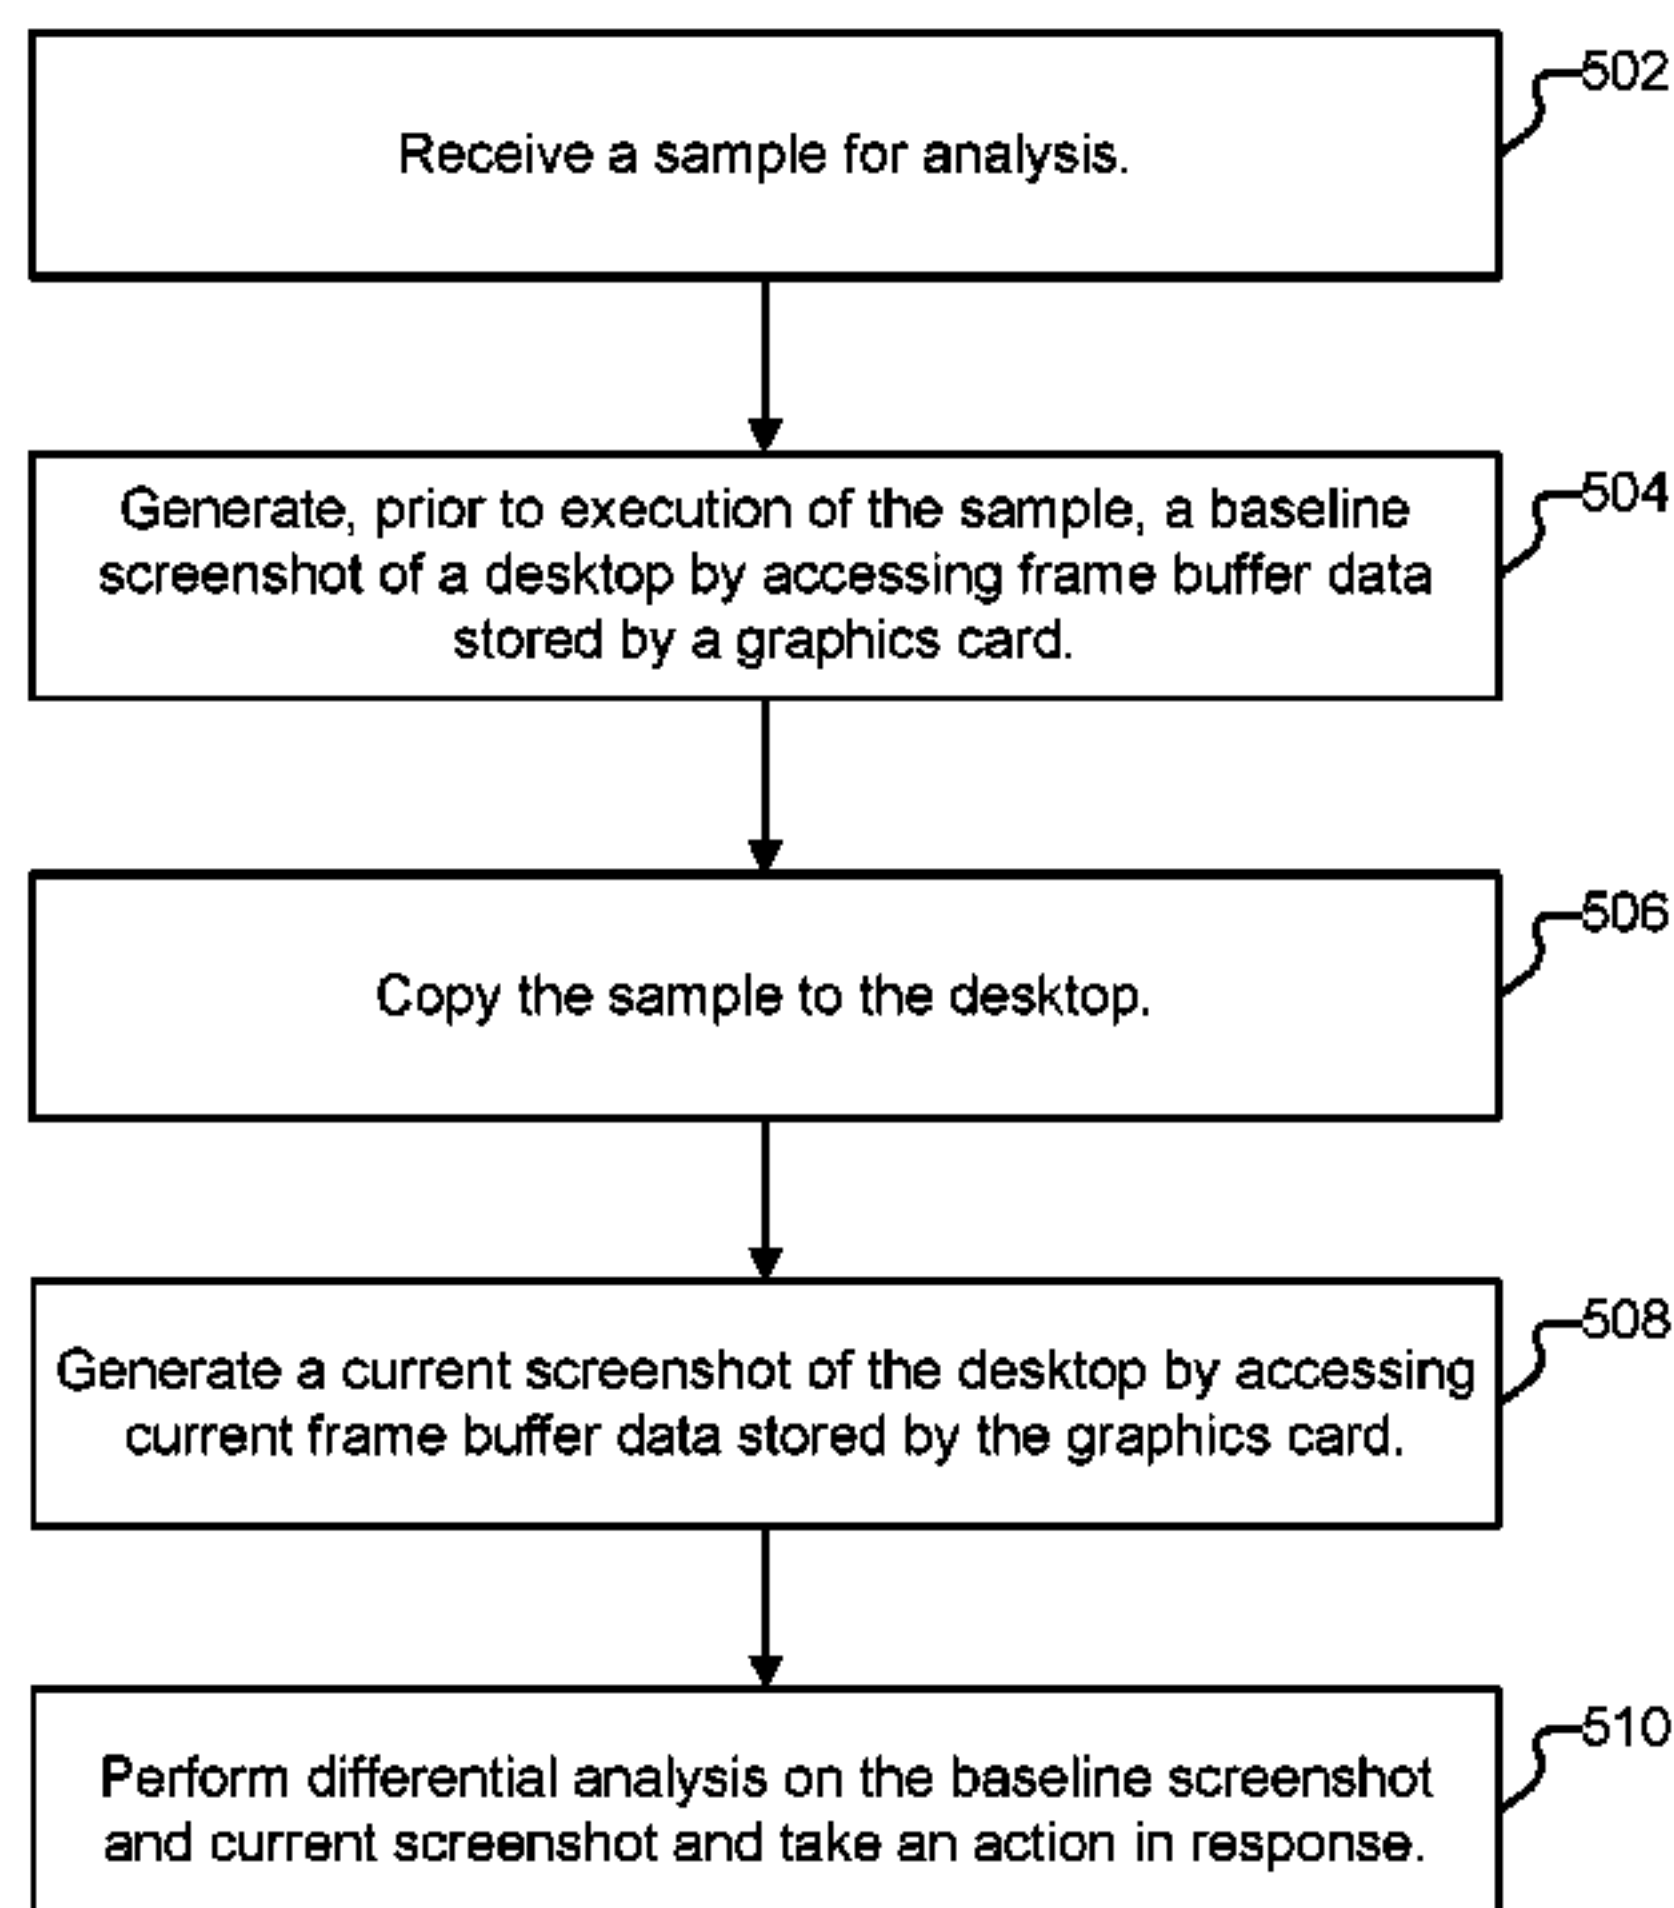 502
Receive a sample for analysis.
504
Generate, prior to execution of the sample, a baseline
screenshot of a desktop by accessing frame buffer data
stored by a graphics card.
506
Copy the sample to the desktop.
508
Generate a current screenshot of the desktop by accessing
current frame buffer data stored by the graphics card.
510
Perform differential analysis on the baseline screenshot
and current screenshot and take an action in response.